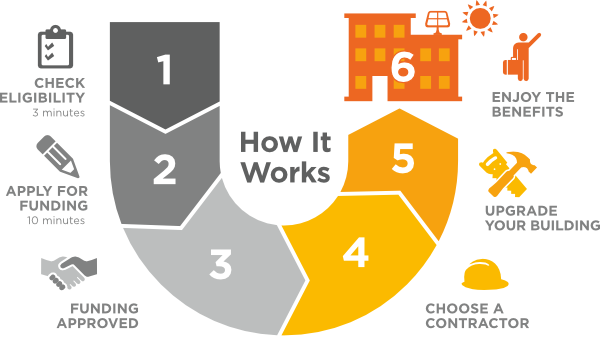 1
CHECK
ELIGIBILITY
3 minutes
2
APPLY FOR
FUNDING
10 minutes
3
FUNDING
APPROVED
How It
Works
4
CHOOSE A
CONTRACTOR
5
UPGRADE
YOUR BUILDING
6
ENJOY THE
BENEFITS